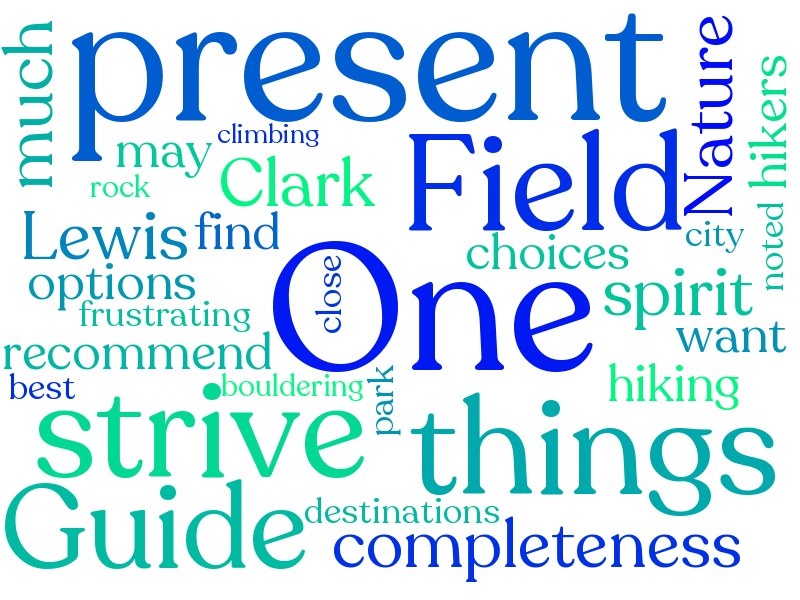 present
much
Nature
hikers
climbing
may
Clark
Field
rock
Lewis
find
city
noted
choices
options
close
One
spirit
frustrating
want
recommend
best
bouldering
park
hiking
strive
things
Guide
destinations
completeness